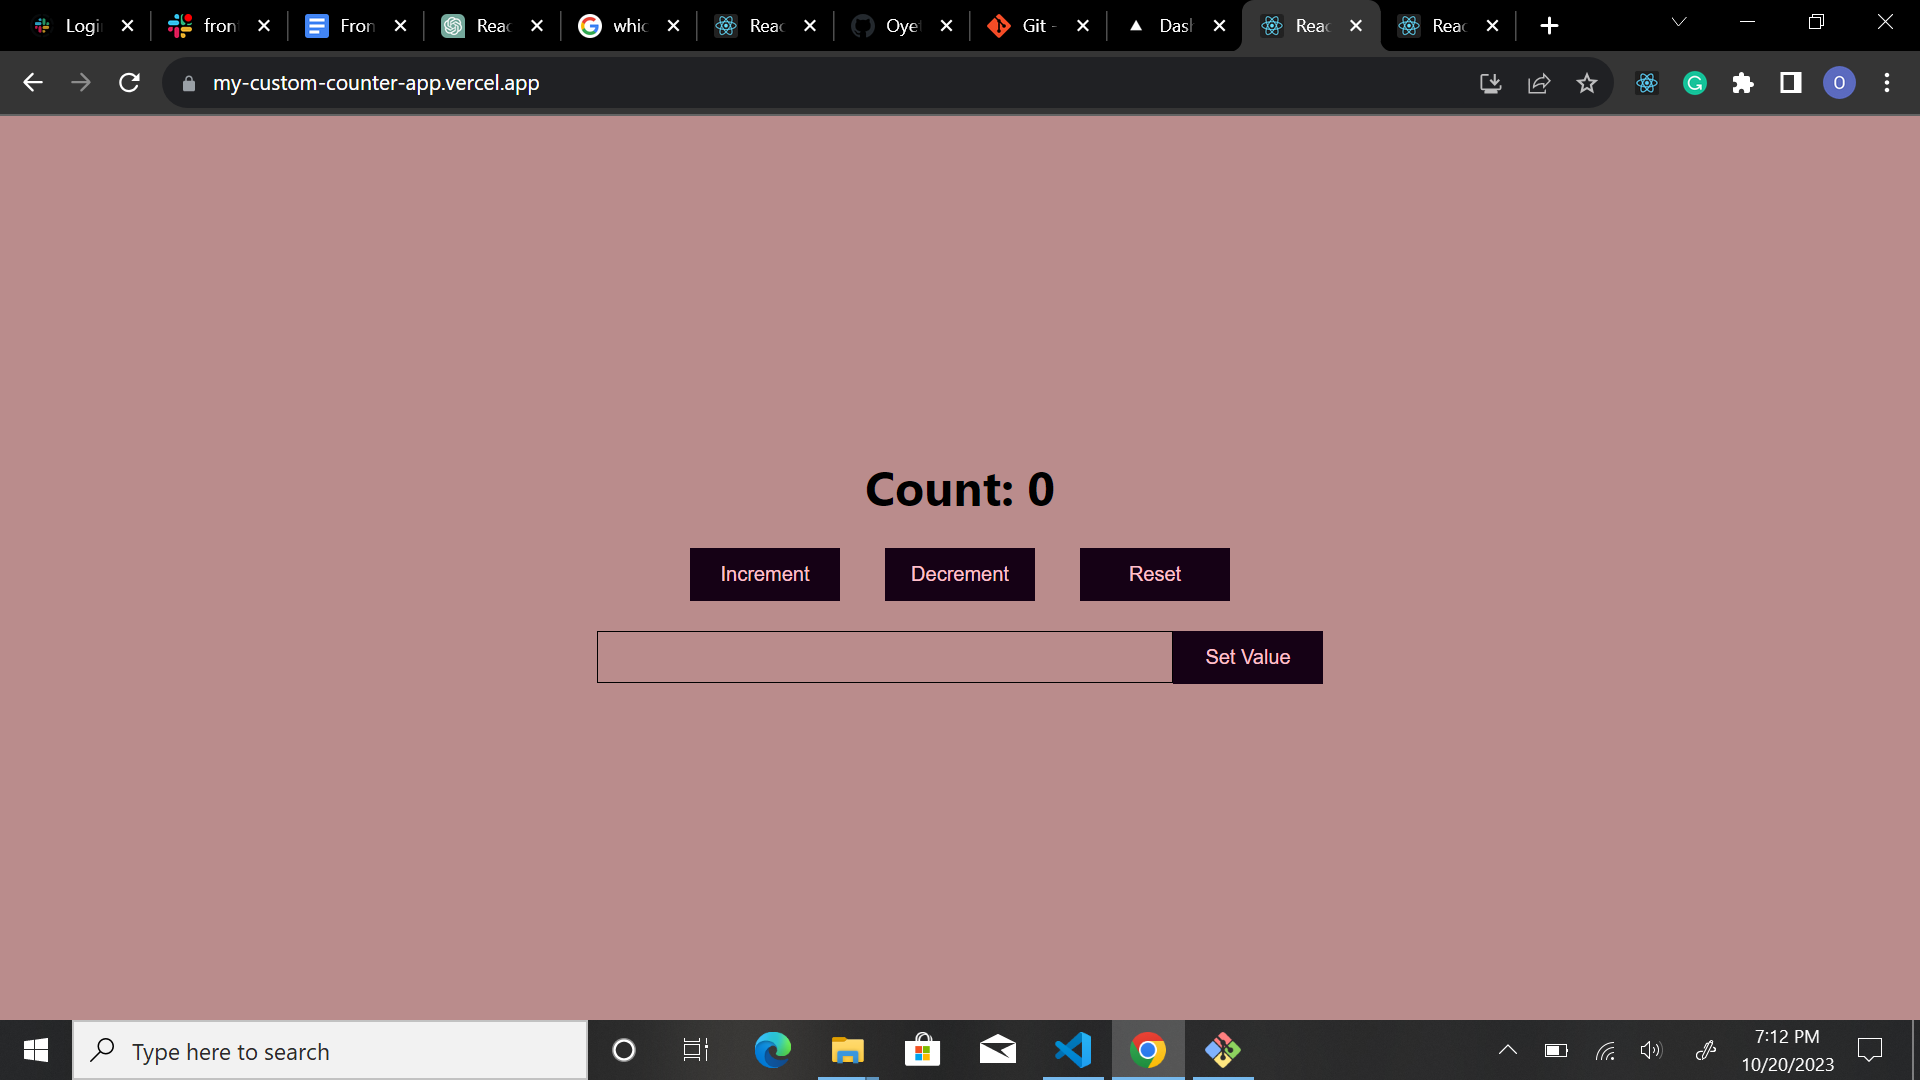 Logi
fron
Fron
Reac
whic
Reac
Oye
Git -
Dash
Reac
Reac
my-custom-counter-app.vercel.app
O
Count: 0
Increment
Decrement
Reset
Set Value
Type here to search
7:12 PM
10/20/2023